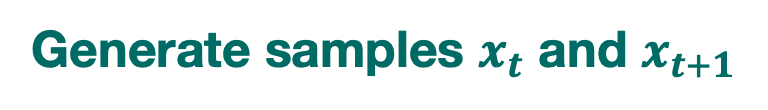 Generate samples $x_t$ and $x_{t+1}$